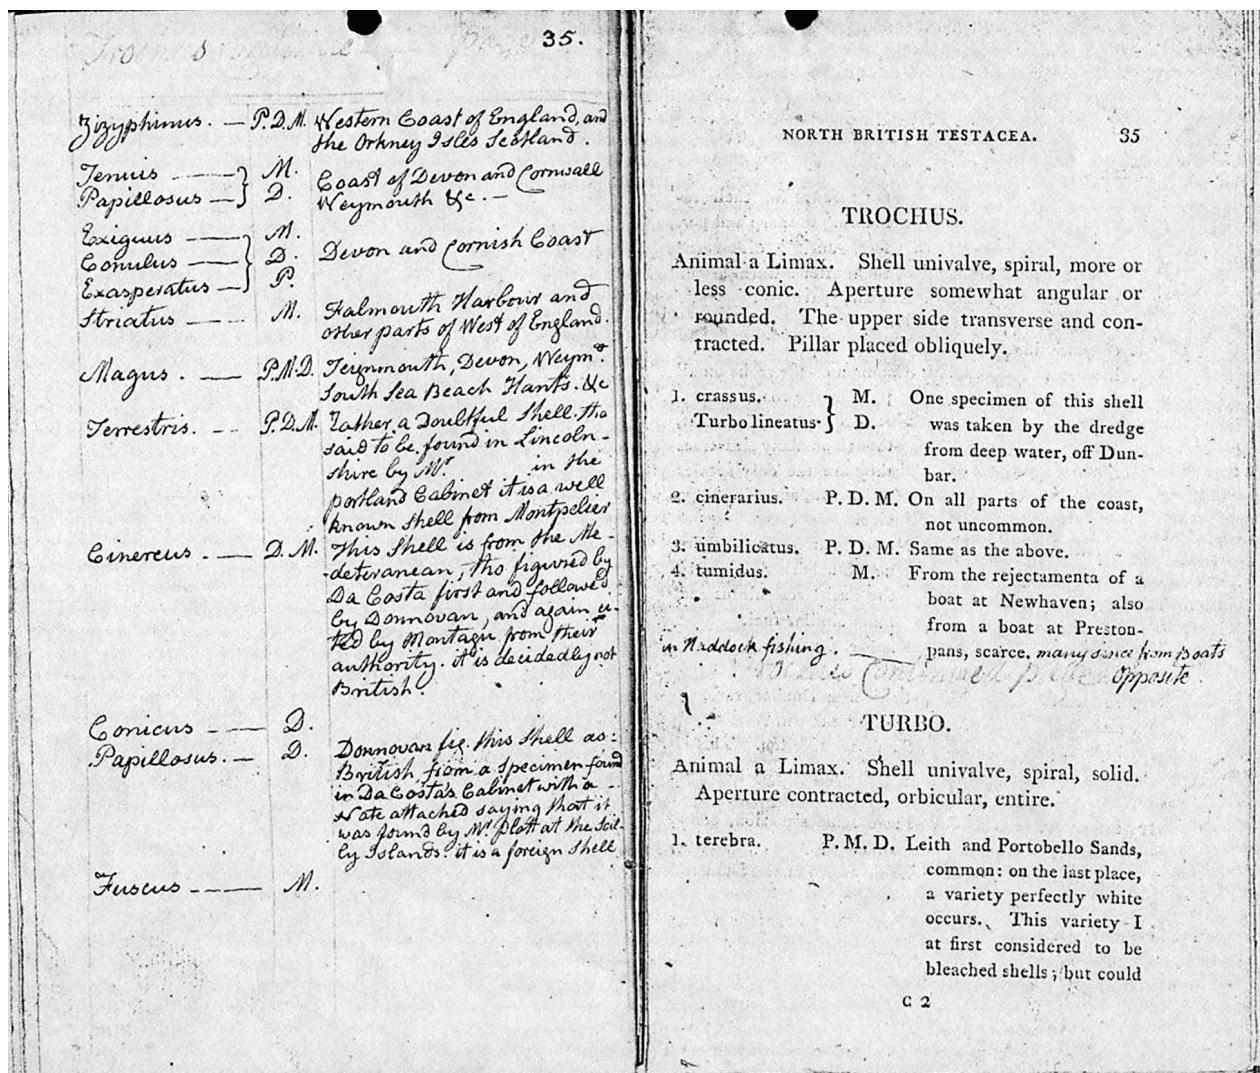 35.
Zizyphinus. — P. D. M. Western Coast of England, and
the Orkney Isles Scotland.
Tenuis ——— } M. Coast of Devon and Cornwall
Papillosus — } D. Weymouth &c. —
Exiguus ——— } M.
Conulus ——— } D. Devon and Cornish Coast
Exasperatus — } P.
Striatus ——— M. Falmouth Harbour and
other parts of West of England.
Magus. — P. M. D. Teignmouth, Devon, Weymth.
South Sea Beach Hants. &c
Terrestris. — P. D. M. Rather a Doubtful Shell. tho
said to be found in Lincoln-
shire by Mr in the
portland Cabinet it is a well
known shell from Montpelier
Cinereus. — D. M. This Shell is from the Me-
deteranean, tho figured by
Da Costa first and followed
by Donnovan, and again ci-
ted by Montagu from their
authority. it is decidedly not
British.
Conicus ——— D.
Papillosus. — D. Donnovan fig. this shell as
British from a specimen found
in Da Costa's Cabinet with a
Note attached saying that it
was found by Mr. Platt at the Scil-
ly Islands. it is a foreign shell
Fuscus ——— M.
NORTH BRITISH TESTACEA. 35
TROCHUS.
Animal a Limax. Shell univalve, spiral, more or
less conic. Aperture somewhat angular or
rounded. The upper side transverse and con-
tracted. Pillar placed obliquely.
1. crassus. } M. One specimen of this shell
Turbo lineatus } D. was taken by the dredge
from deep water, off Dun-
bar.
2. cinerarius. P. D. M. On all parts of the coast,
not uncommon.
3. umbilicatus. P. D. M. Same as the above.
4. tumidus. M. From the rejectamenta of a
boat at Newhaven; also
from a boat at Preston-
pans, scarce. many since from boats
in Haddock fishing. ———
Continued opposite
TURBO.
Animal a Limax. Shell univalve, spiral, solid.
Aperture contracted, orbicular, entire.
1. terebra. P. M. D. Leith and Portobello Sands,
common: on the last place,
a variety perfectly white
occurs. This variety I
at first considered to be
bleached shells; but could
C 2